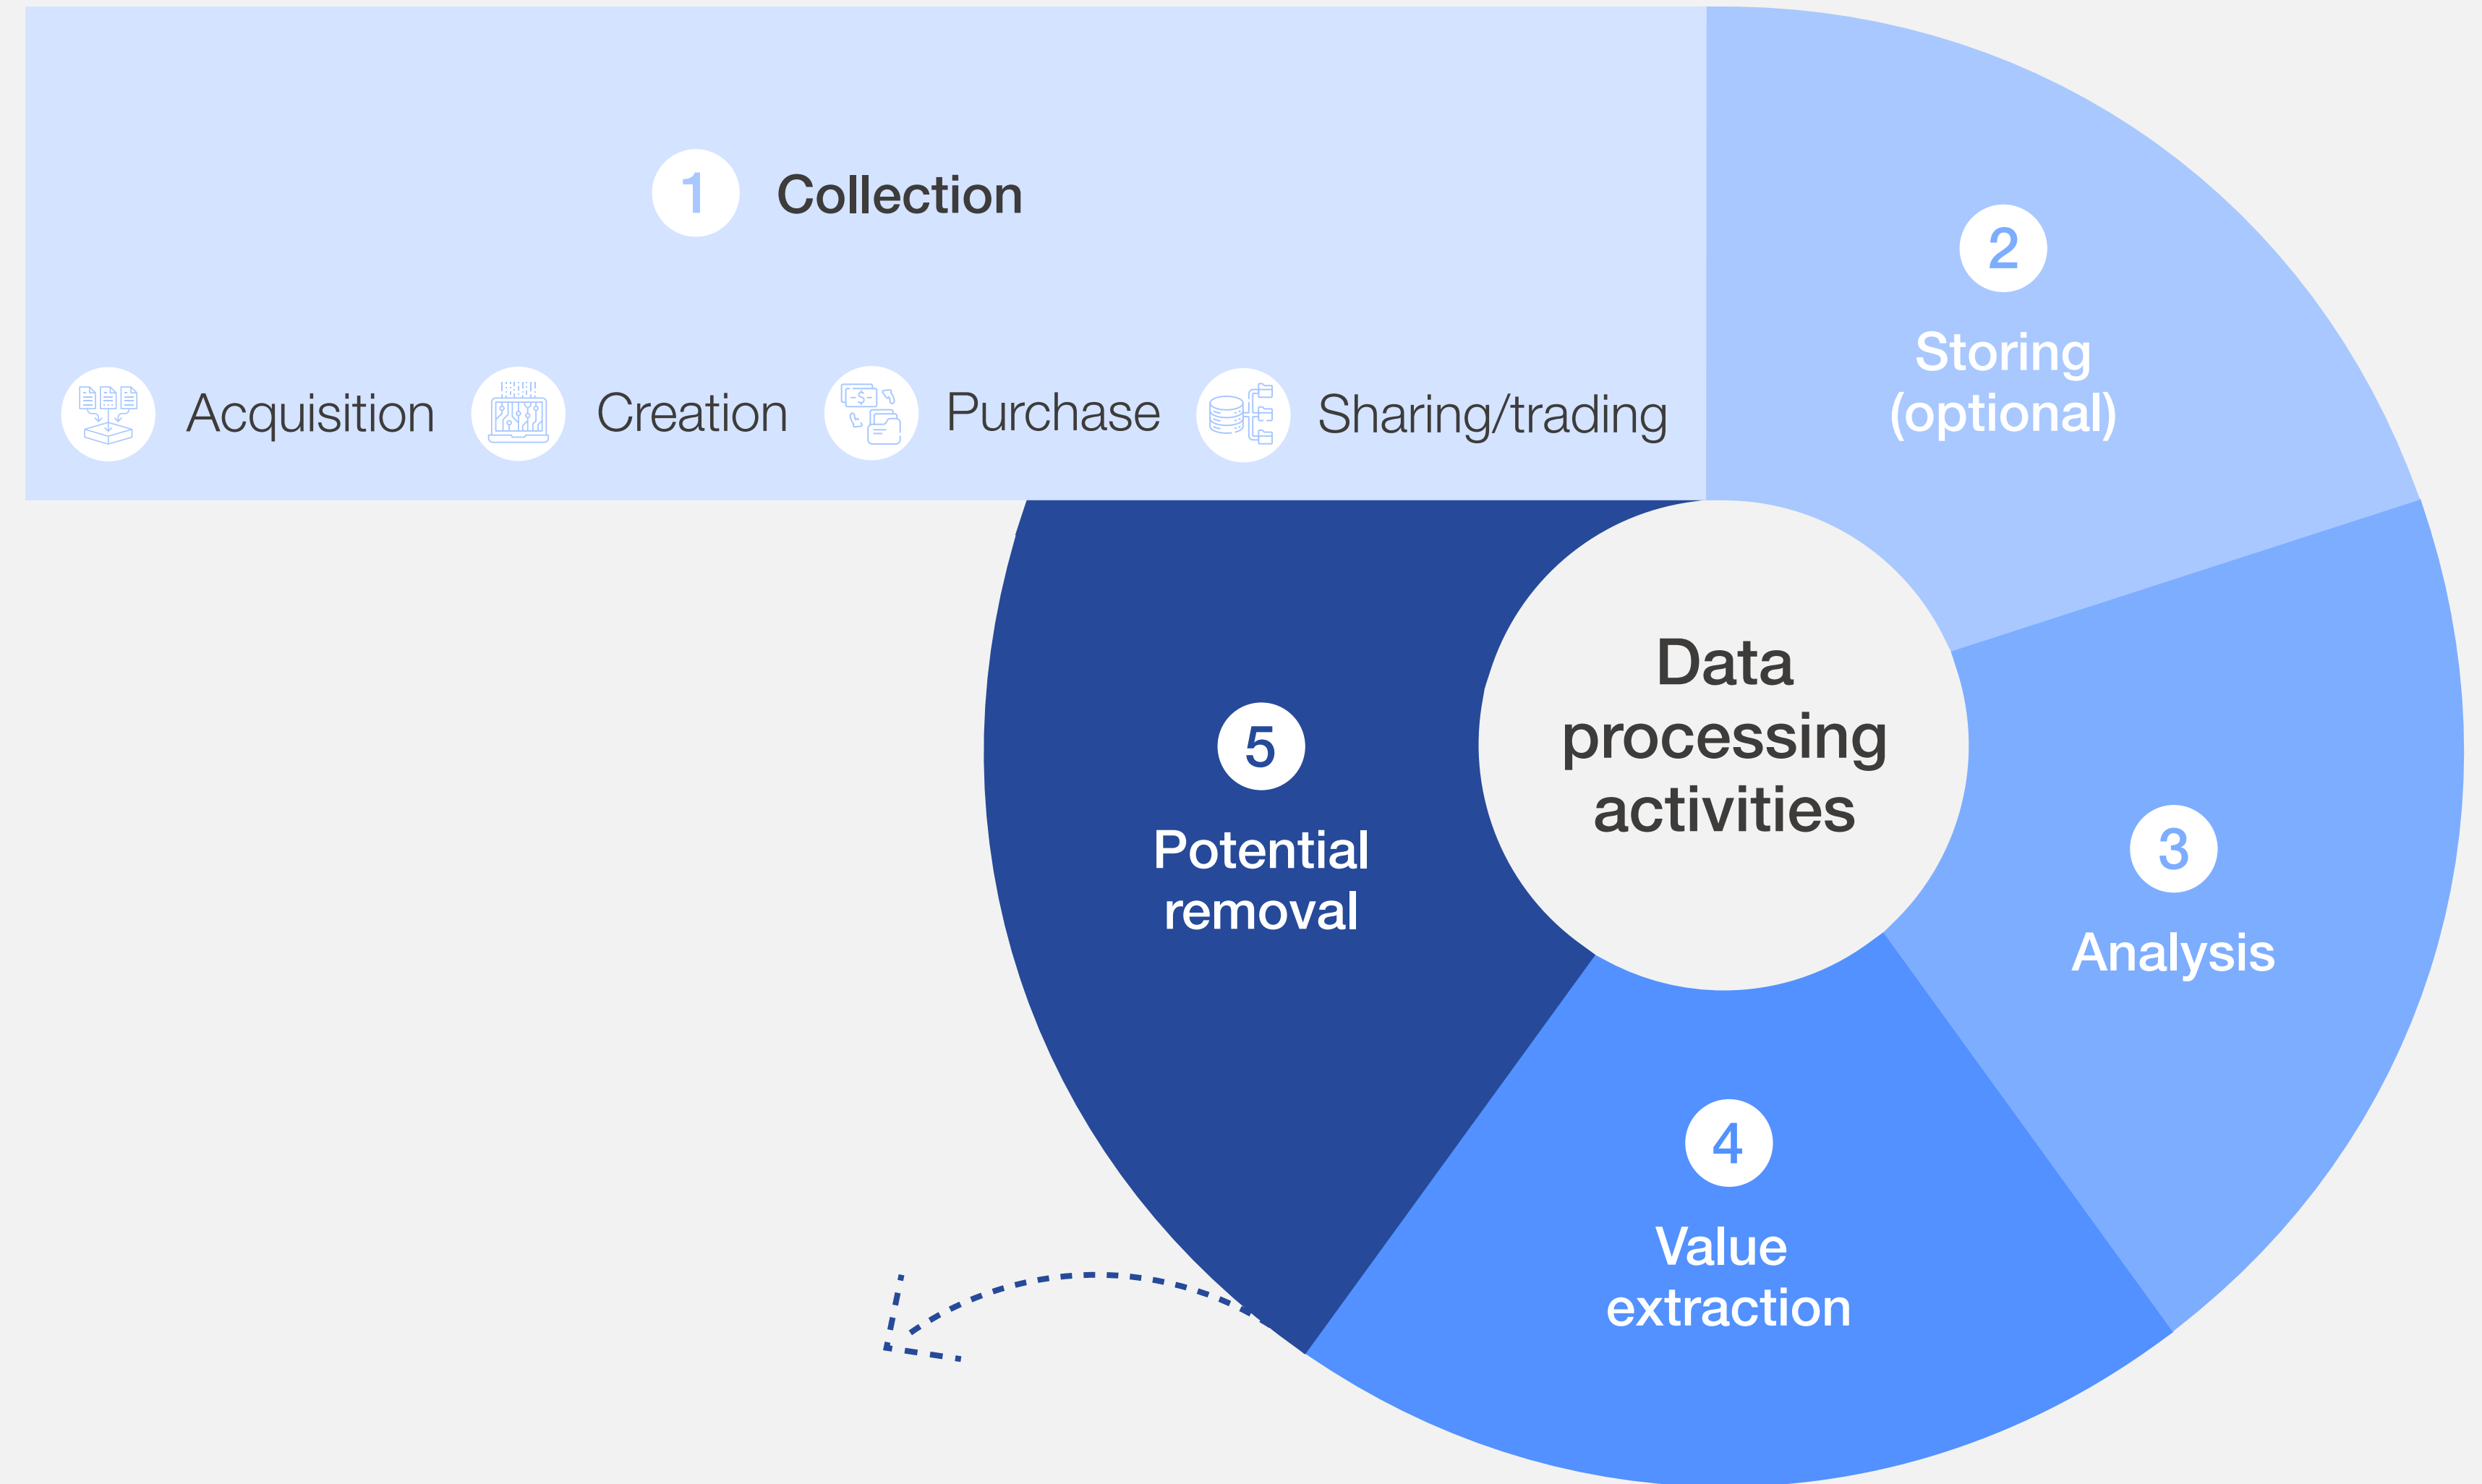 1 Collection
Acquisition Creation Purchase Sharing/trading
2
Storing
(optional)
Data
processing
activities
3
Analysis
4
Value
extraction
5
Potential
removal